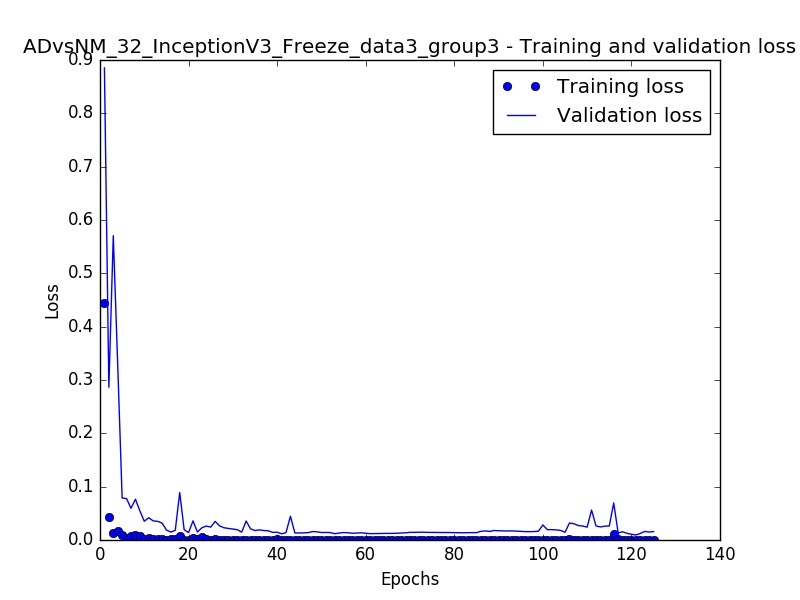 ADvsNM_32_InceptionV3_Freeze_data3_group3 - Training and validation loss
Training loss
Validation loss
0.9
0.8
0.7
0.6
0.5
0.4
0.3
0.2
0.1
0.0
Loss
0 20 40 60 80 100 120 140
Epochs